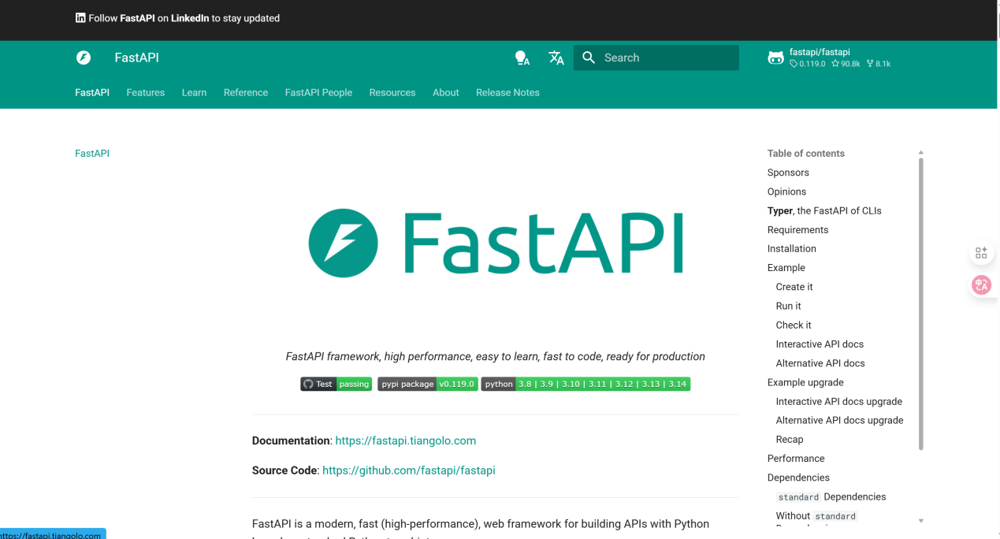 Follow FastAPI on LinkedIn to stay updated
FastAPI
Search
fastapi/fastapi
0.119.0 90.8k 8.1k
FastAPI Features Learn Reference FastAPI People Resources About Release Notes
FastAPI
FastAPI
FastAPI framework, high performance, easy to learn, fast to code, ready for production
Test passing pypi package v0.119.0 python 3.8 | 3.9 | 3.10 | 3.11 | 3.12 | 3.13 | 3.14
Documentation: https://fastapi.tiangolo.com
Source Code: https://github.com/fastapi/fastapi
FastAPI is a modern, fast (high-performance), web framework for building APIs with Python
Table of contents
Sponsors
Opinions
Typer, the FastAPI of CLIs
Requirements
Installation
Example
Create it
Run it
Check it
Interactive API docs
Alternative API docs
Example upgrade
Interactive API docs upgrade
Alternative API docs upgrade
Recap
Performance
Dependencies
standard Dependencies
Without standard
https://fastapi.tiangolo.com